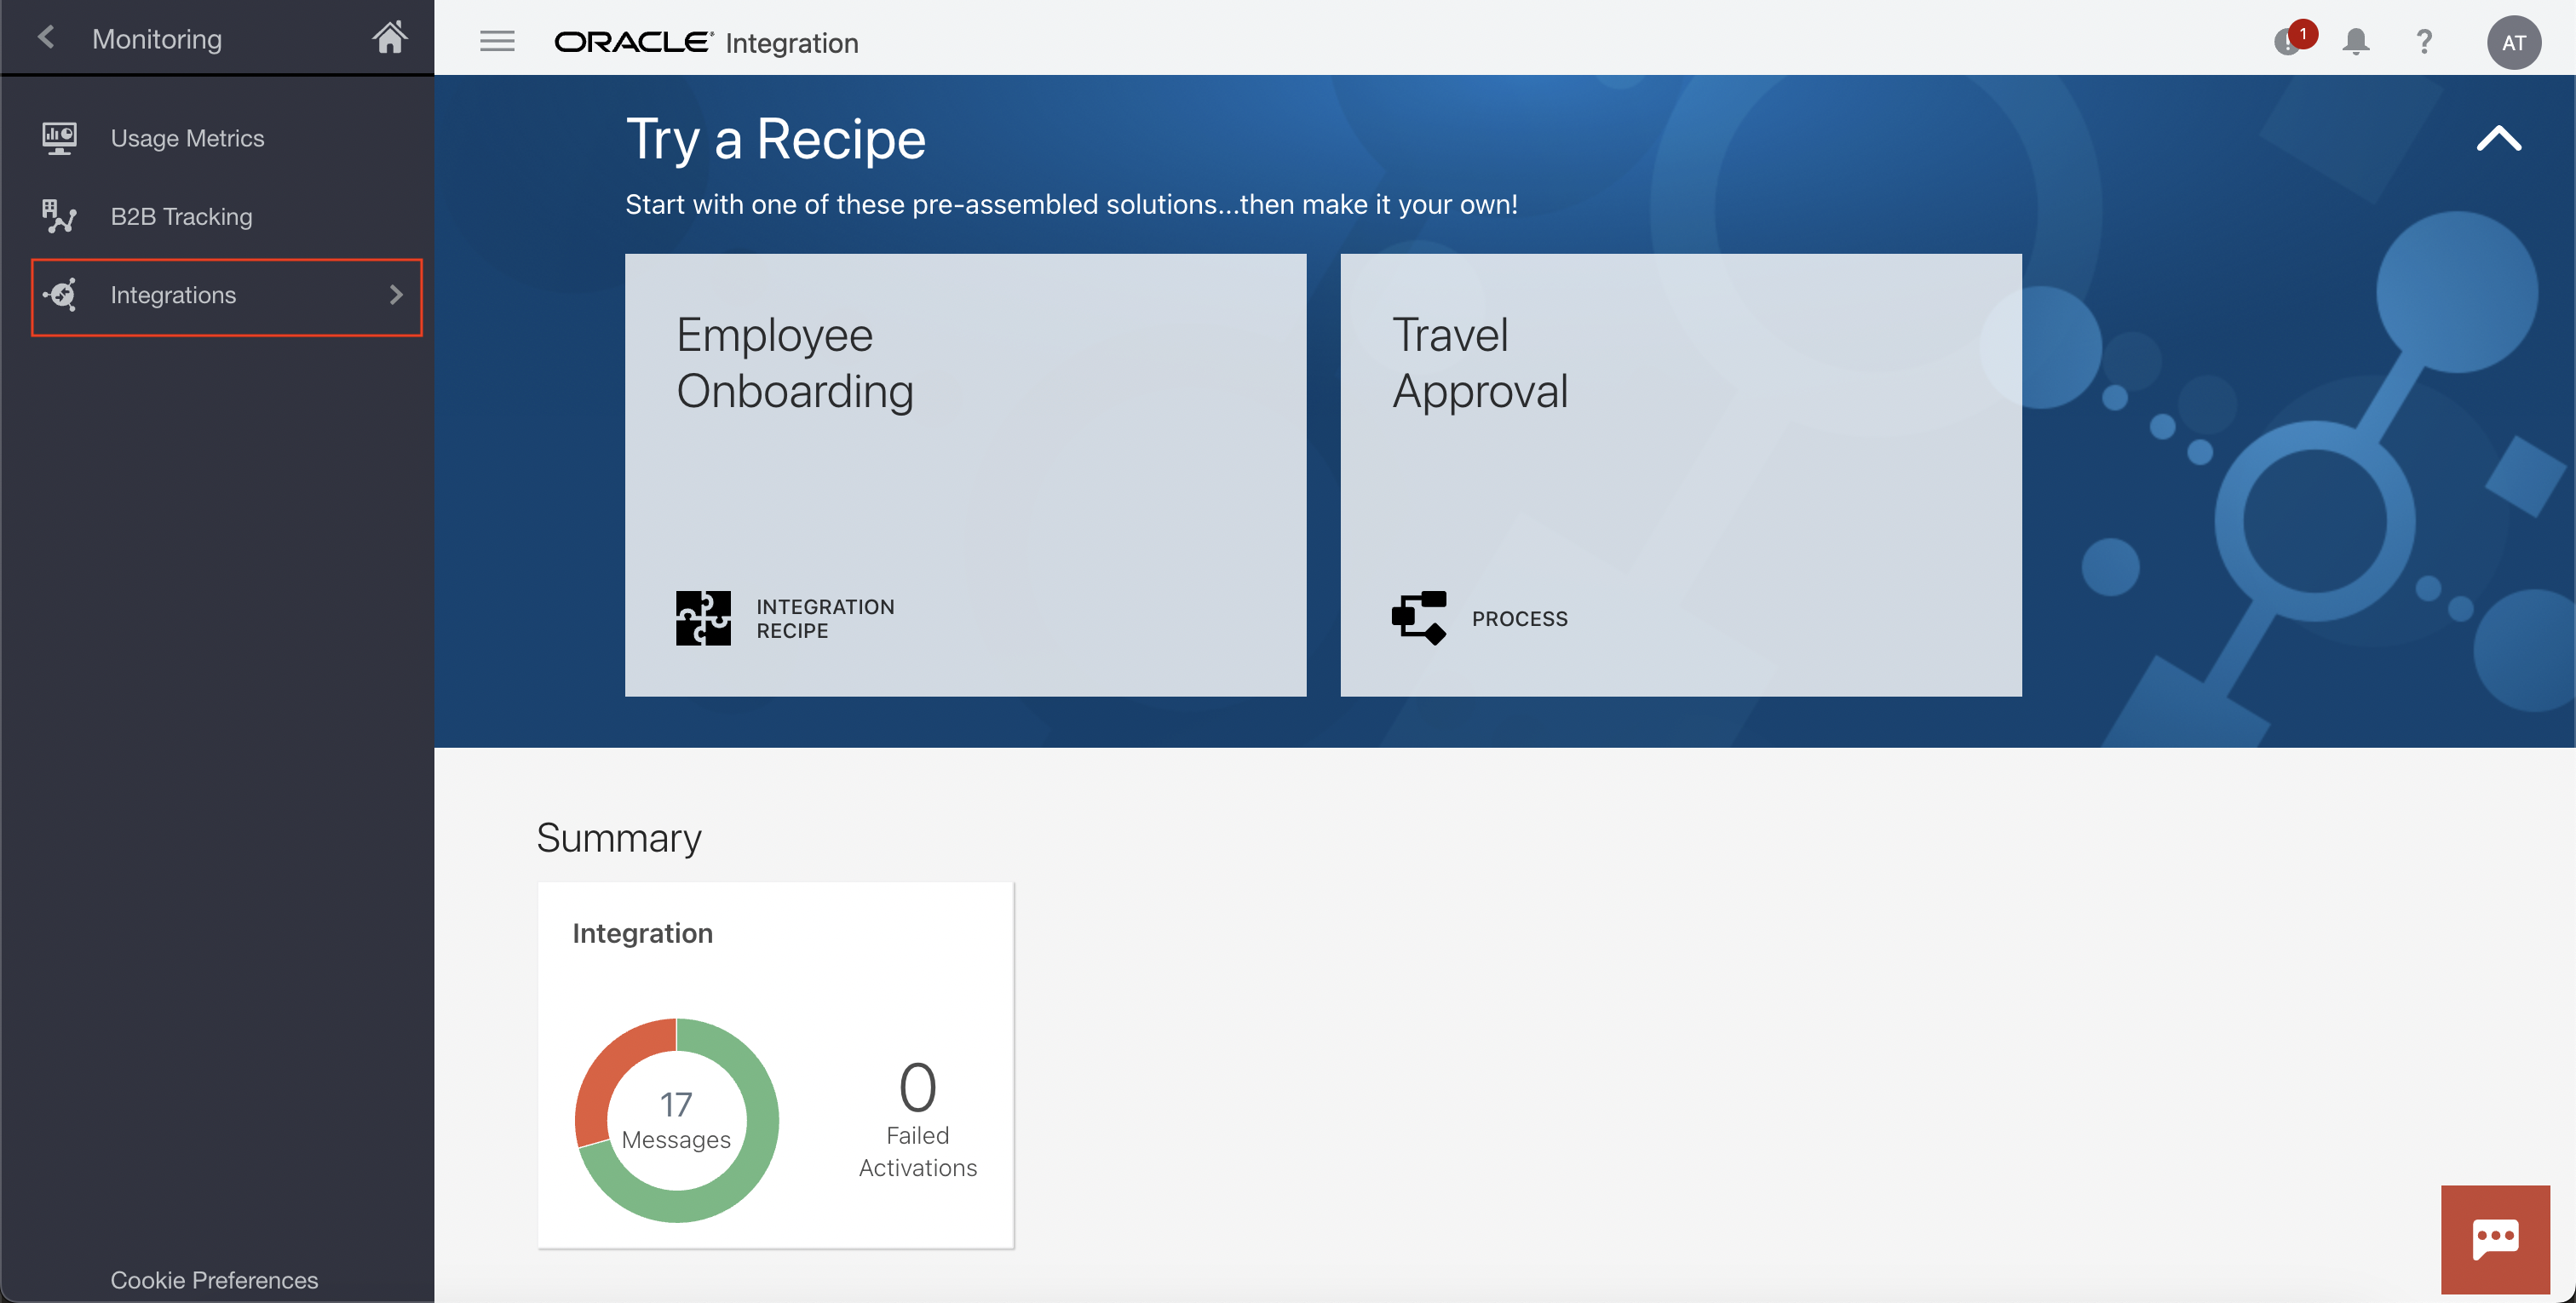 Monitoring
Usage Metrics
B2B Tracking
Integrations
Cookie Preferences
ORACLE Integration
1
?
AT
Try a Recipe
Start with one of these pre-assembled solutions...then make it your own!
Employee
Onboarding
INTEGRATION
RECIPE
Travel
Approval
PROCESS
Summary
Integration
17
Messages
0
Failed
Activations